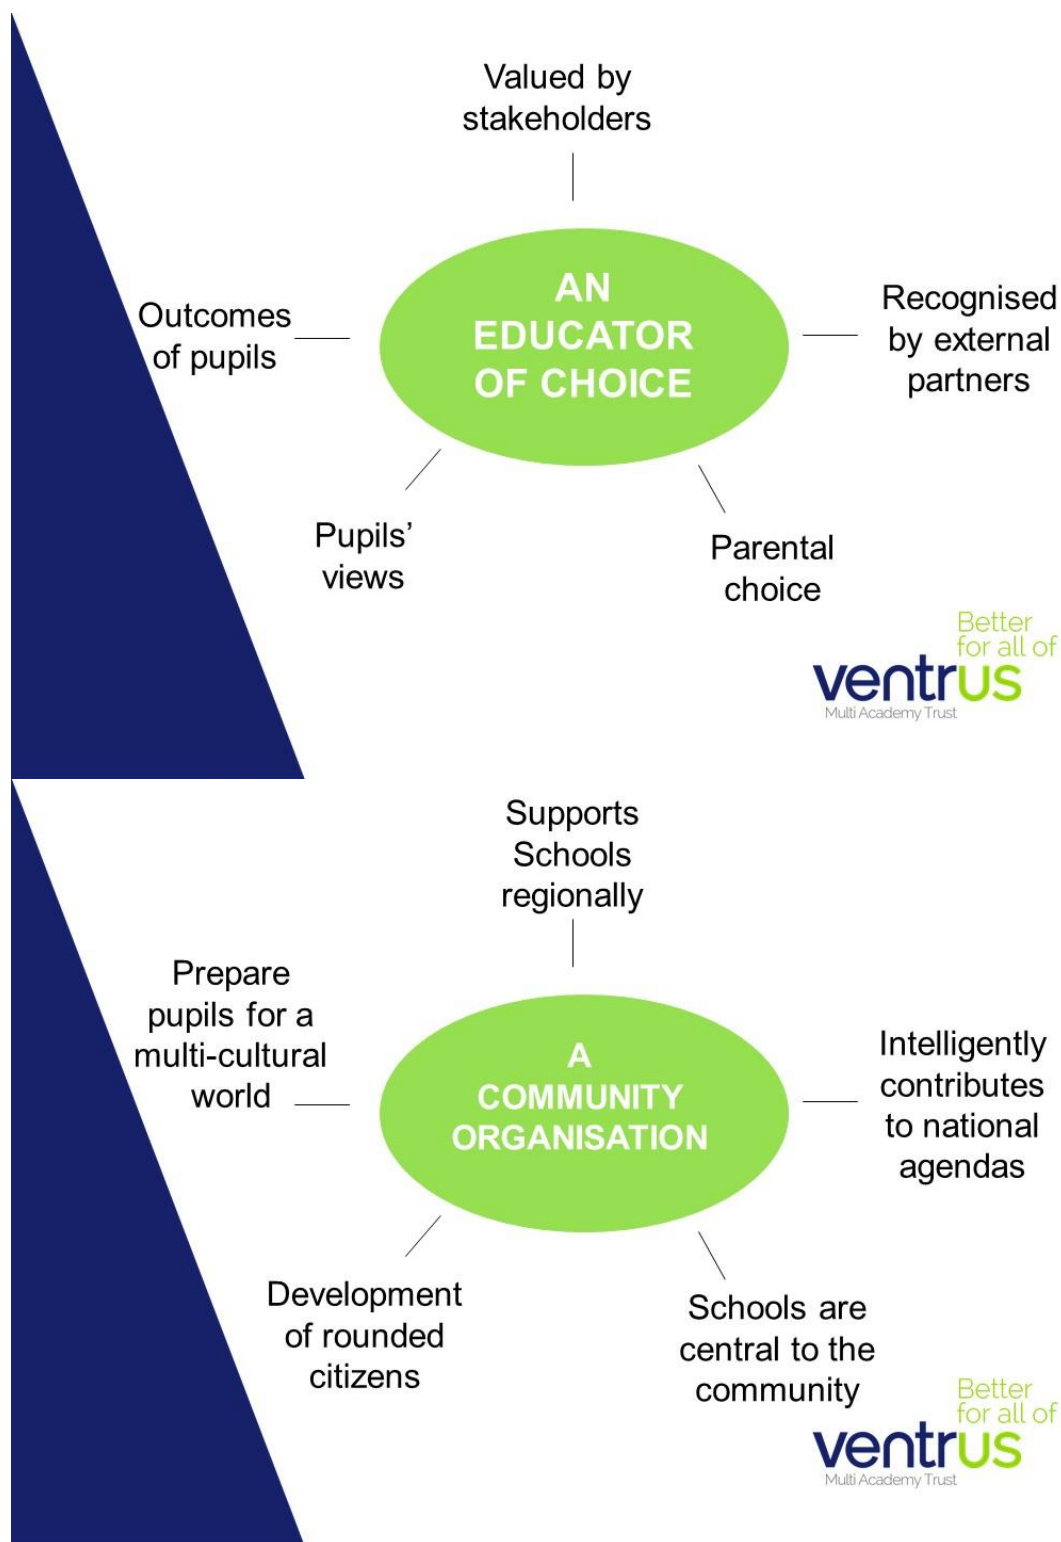 Valued by
stakeholders
AN
EDUCATOR
OF CHOICE
Outcomes
of pupils
Recognised
by external
partners
Pupils’
views
Parental
choice
Better
for all of
ventrus
Multi Academy Trust
Supports
Schools
regionally
Prepare
pupils for a
multi-cultural
world
A
COMMUNITY
ORGANISATION
Intelligently
contributes
to national
agendas
Development
of rounded
citizens
Schools are
central to the
community
Better
for all of
ventrus
Multi Academy Trust